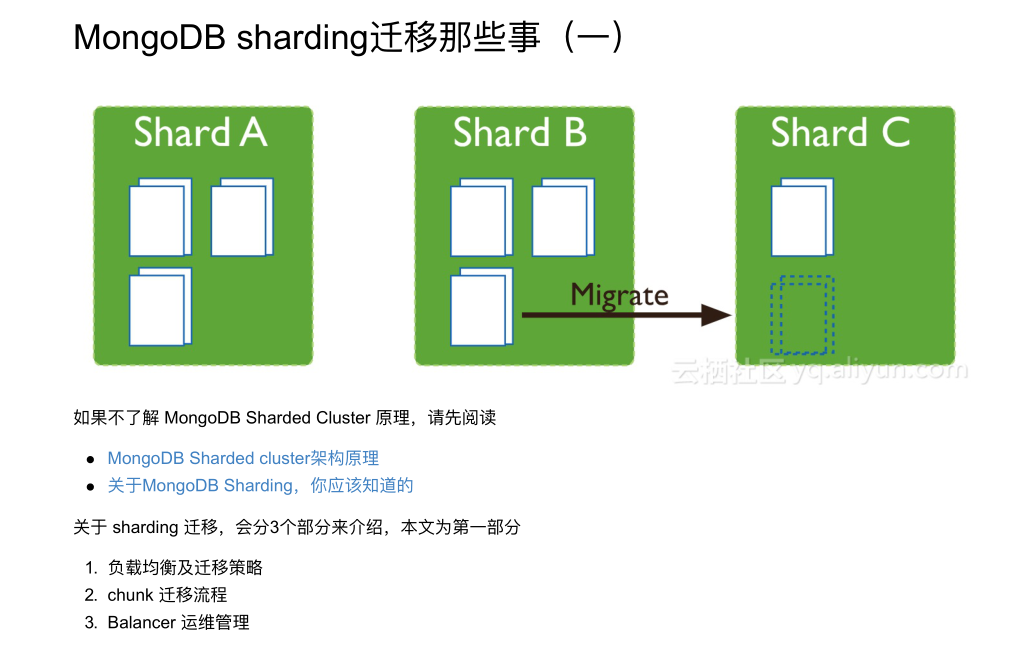 MongoDB sharding迁移那些事（一）
Shard A
Shard B
Shard C
Migrate
云栖社区 yq.aliyun.com
如果不了解 MongoDB Sharded Cluster 原理，请先阅读
● MongoDB Sharded cluster架构原理
● 关于MongoDB Sharding，你应该知道的
关于 sharding 迁移，会分3个部分来介绍，本文为第一部分
1. 负载均衡及迁移策略
2. chunk 迁移流程
3. Balancer 运维管理